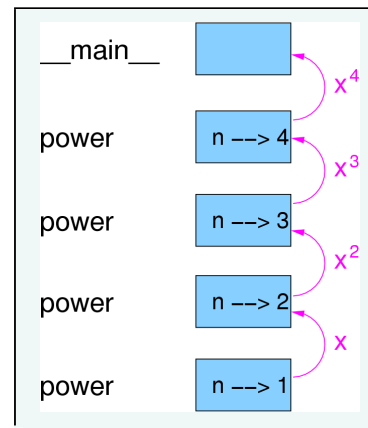 __main__
x⁴
power n --> 4
x³
power n --> 3
x²
power n --> 2
x
power n --> 1